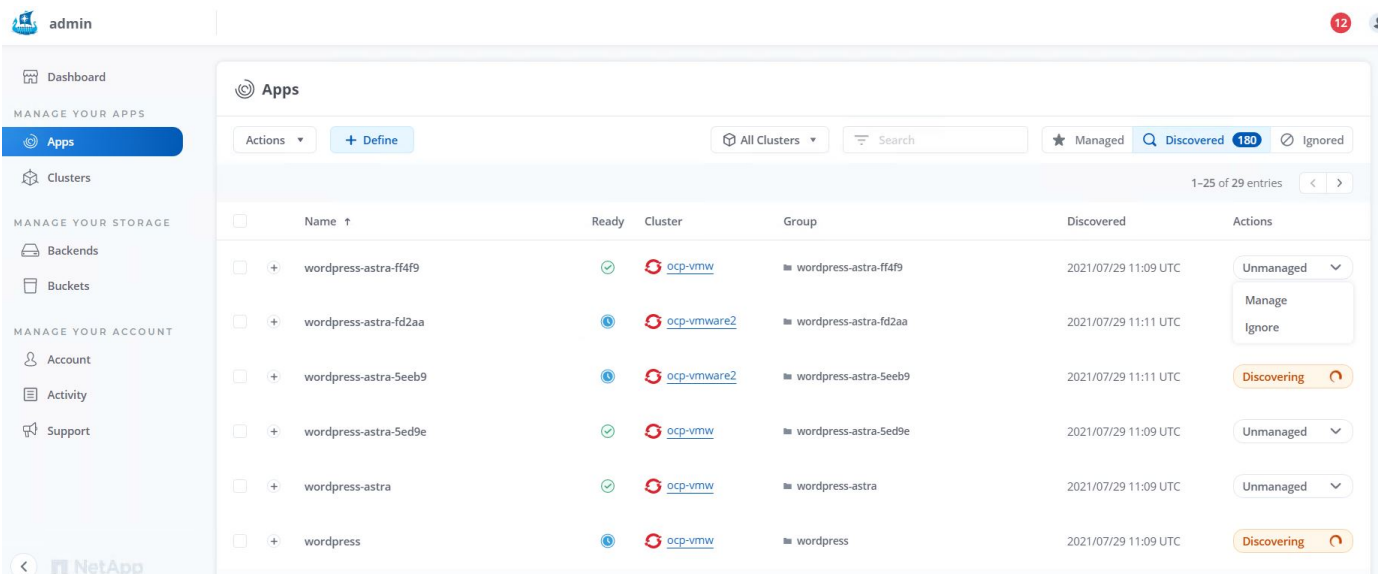 admin
12
Dashboard
MANAGE YOUR APPS
Apps
Clusters
MANAGE YOUR STORAGE
Backends
Buckets
MANAGE YOUR ACCOUNT
Account
Activity
Support
NetApp
Apps
Actions + Define All Clusters Search Managed Discovered 180 Ignored
1–25 of 29 entries < >
Name ↑ Ready Cluster Group Discovered Actions
+ wordpress-astra-ff4f9 ocp-vmw wordpress-astra-ff4f9 2021/07/29 11:09 UTC Unmanaged
Manage
Ignore
+ wordpress-astra-fd2aa ocp-vmware2 wordpress-astra-fd2aa 2021/07/29 11:11 UTC
+ wordpress-astra-5eeb9 ocp-vmware2 wordpress-astra-5eeb9 2021/07/29 11:11 UTC Discovering
+ wordpress-astra-5ed9e ocp-vmw wordpress-astra-5ed9e 2021/07/29 11:09 UTC Unmanaged
+ wordpress-astra ocp-vmw wordpress-astra 2021/07/29 11:09 UTC Unmanaged
+ wordpress ocp-vmw wordpress 2021/07/29 11:09 UTC Discovering